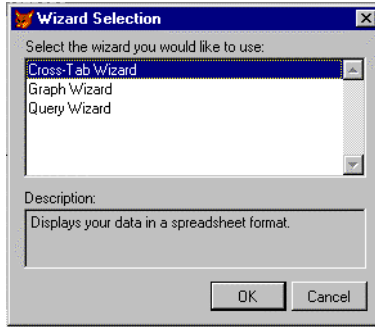 Wizard Selection
Select the wizard you would like to use:
Cross-Tab Wizard
Graph Wizard
Query Wizard
Description:
Displays your data in a spreadsheet format.
OK Cancel